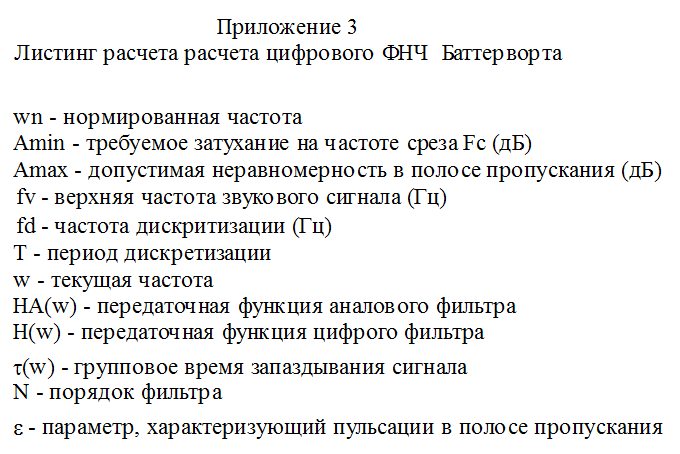 Приложение 3
Листинг расчета расчета цифрового ФНЧ Баттерворта
wn - нормированная частота
Amin - требуемое затухание на частоте среза Fc (дБ)
Amax - допустимая неравномерность в полосе пропускания (дБ)
fv - верхняя частота звукового сигнала (Гц)
fd - частота дискритизации (Гц)
T - период дискретизации
w - текущая частота
HA(w) - передаточная функция аналового фильтра
H(w) - передаточная функция цифрого фильтра
τ(w) - групповое время запаздывания сигнала
N - порядок фильтра
ε - параметр, характеризующий пульсации в полосе пропускания